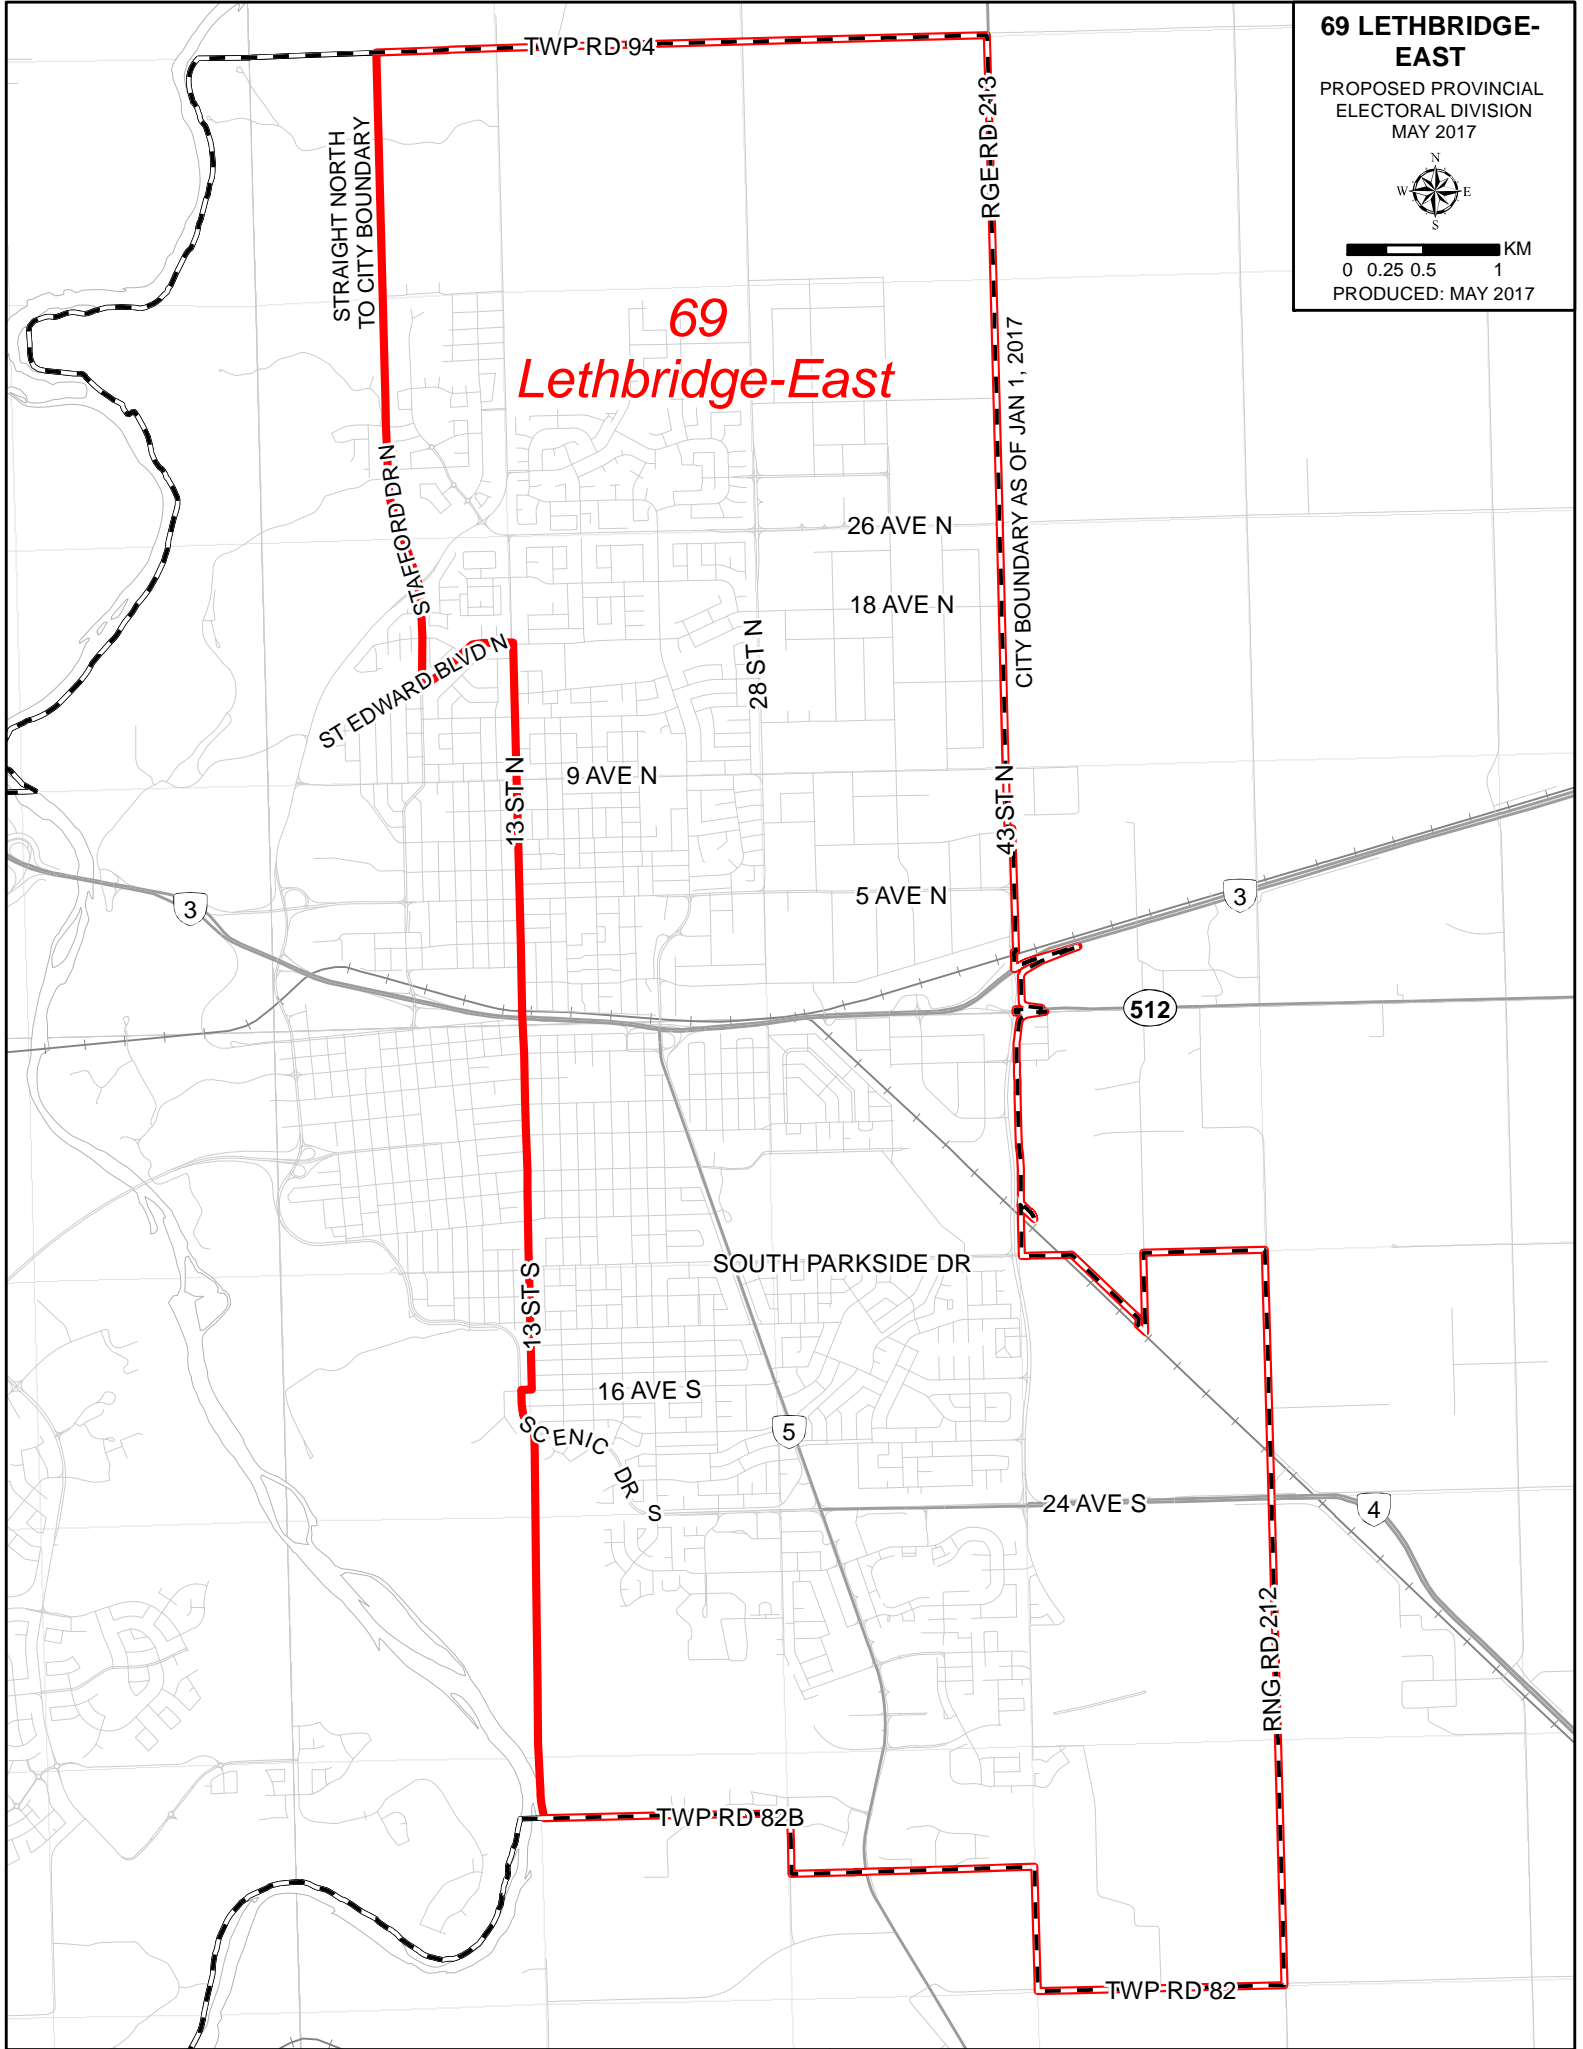 69 LETHBRIDGE-
EAST
PROPOSED PROVINCIAL
ELECTORAL DIVISION
MAY 2017
N
W
E
S
KM
0 0.25 0.5 1
PRODUCED: MAY 2017
TWP RD 94
RGE RD 213
STRAIGHT NORTH
TO CITY BOUNDARY
69
Lethbridge-East
CITY BOUNDARY AS OF JAN 1, 2017
STAFFORD DR N
26 AVE N
18 AVE N
ST EDWARD BLVD N
28 ST N
9 AVE N
13 ST N
43 ST N
5 AVE N
3
3
512
SOUTH PARKSIDE DR
13 ST S
16 AVE S
SCENIC DR S
5
24 AVE S
4
RNG RD 212
TWP RD 82B
TWP RD 82